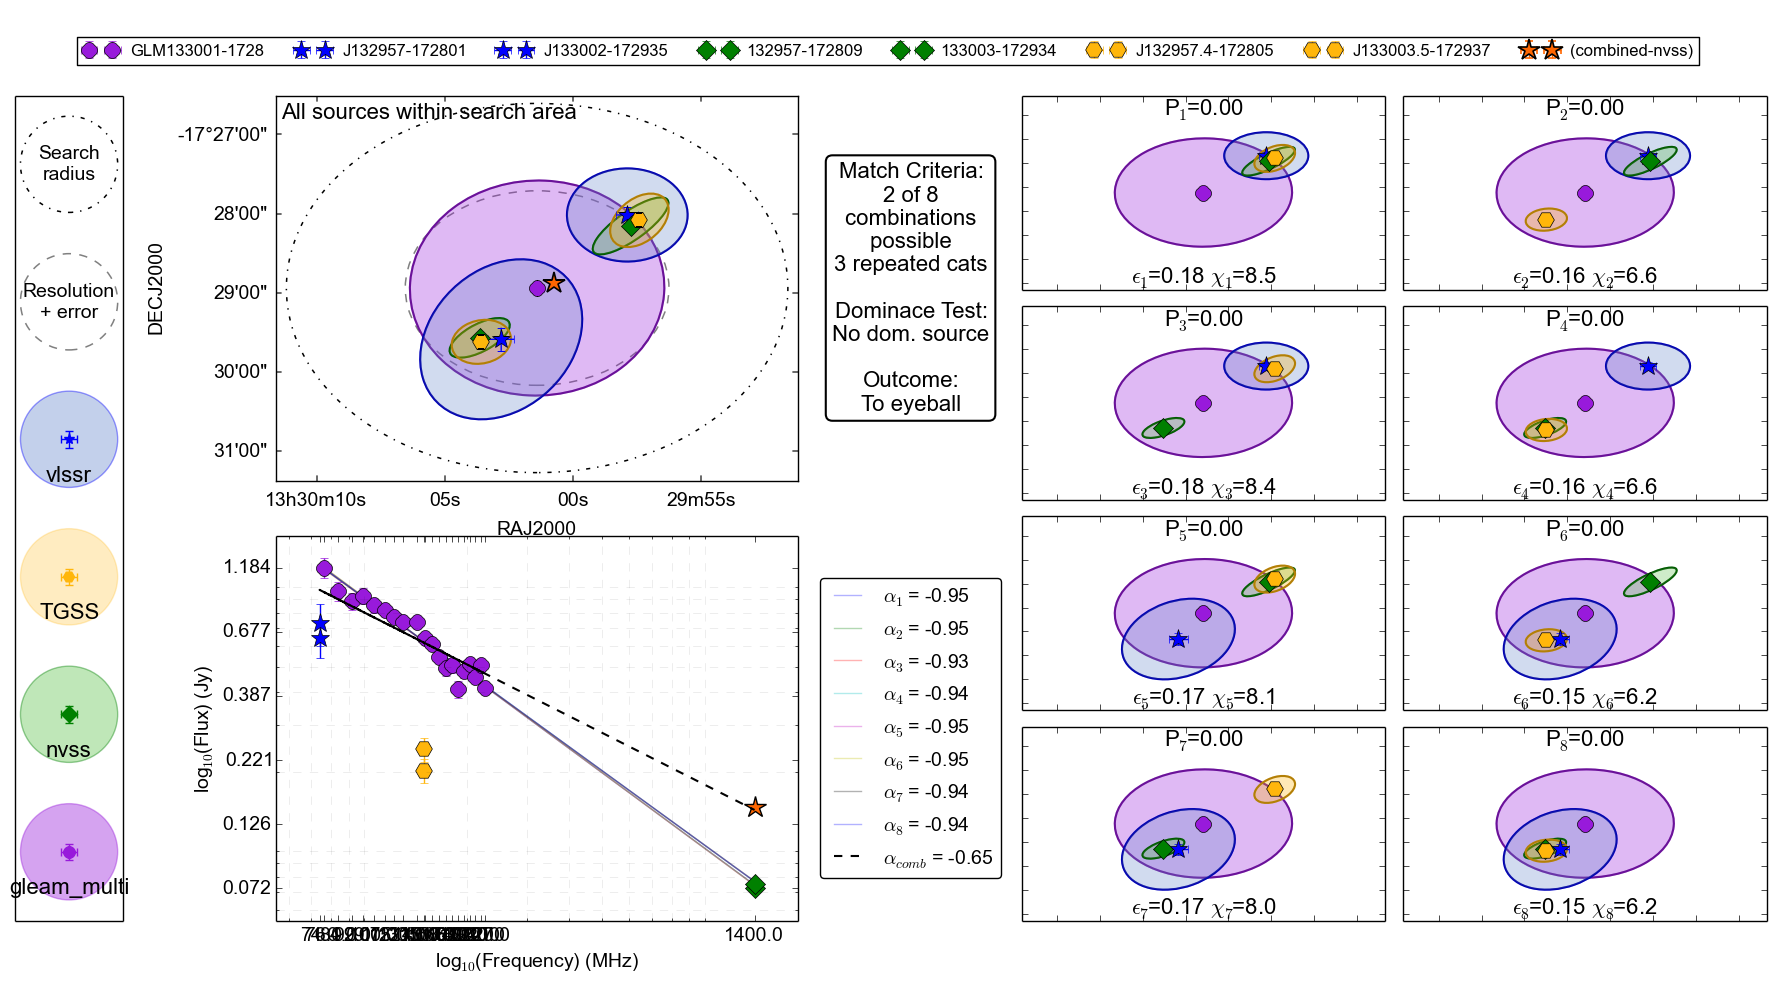 GLM133001-1728 J132957-172801 J133002-172935 132957-172809 133003-172934 J132957.4-172805 J133003.5-172937 (combined-nvss)
Search
radius
Resolution
+ error
vlssr
TGSS
nvss
gleam_multi
All sources within search area
DECJ2000
-17°27'00"
28'00"
29'00"
30'00"
31'00"
13h30m10s 05s 00s 29m55s
RAJ2000
Match Criteria:
2 of 8
combinations
possible
3 repeated cats
Dominace Test:
No dom. source
Outcome:
To eyeball
log10(Flux) (Jy)
1.184
0.677
0.387
0.221
0.126
0.072
1400.0
log10(Frequency) (MHz)
α1 = -0.95
α2 = -0.95
α3 = -0.93
α4 = -0.94
α5 = -0.95
α6 = -0.95
α7 = -0.94
α8 = -0.94
αcomb = -0.65
P1=0.00
ϵ1=0.18 χ1=8.5
P2=0.00
ϵ2=0.16 χ2=6.6
P3=0.00
ϵ3=0.18 χ3=8.4
P4=0.00
ϵ4=0.16 χ4=6.6
P5=0.00
ϵ5=0.17 χ5=8.1
P6=0.00
ϵ6=0.15 χ6=6.2
P7=0.00
ϵ7=0.17 χ7=8.0
P8=0.00
ϵ8=0.15 χ8=6.2